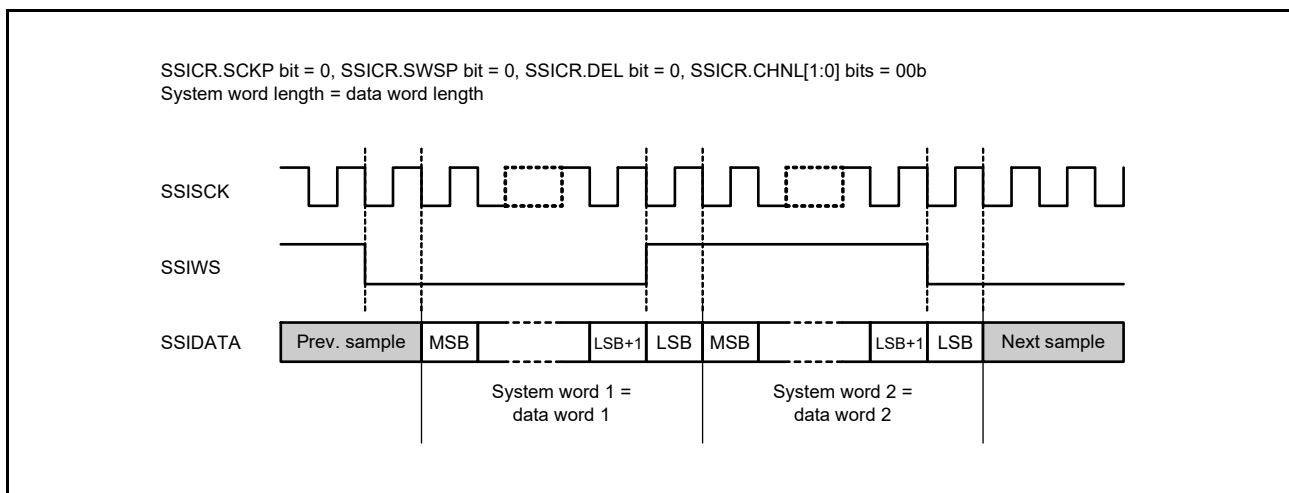 SSICR.SCKP bit = 0, SSICR.SWSP bit = 0, SSICR.DEL bit = 0, SSICR.CHNL[1:0] bits = 00b
System word length = data word length
SSISCK
SSIWS
SSIDATA Prev. sample MSB LSB+1 LSB MSB LSB+1 LSB Next sample
System word 1 = System word 2 =
data word 1 data word 2